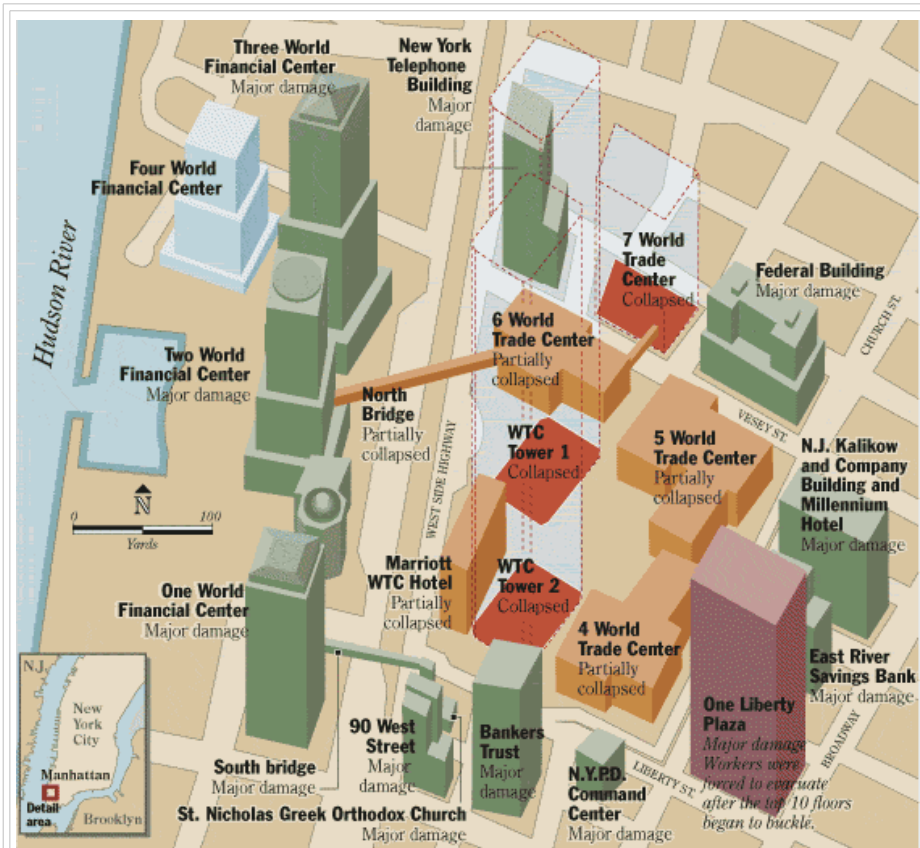 Three World
Financial Center
Major damage
New York
Telephone
Building
Major
damage
Four World
Financial Center
Hudson River
7 World
Trade
Center
Collapsed
Federal Building
Major damage
CHURCH ST.
6 World
Trade Center
Partially
collapsed
Two World
Financial Center
Major damage
North
Bridge
Partially
collapsed
WEST SIDE HIGHWAY
WTC
Tower 1
Collapsed
5 World
Trade Center
Partially
collapsed
VESEY ST.
N.J. Kalikow
and Company
Building and
Millennium
Hotel
Major damage
N
0 100
Yards
One World
Financial Center
Major damage
Marriott
WTC Hotel
Partially
collapsed
WTC
Tower 2
Collapsed
4 World
Trade Center
Partially
collapsed
East River
Savings Bank
Major damage
One Liberty
Plaza
Major damage
Workers were
forced to evacuate
after the top 10 floors
began to buckle.
BROADWAY
LIBERTY ST.
N.J.
New
York
City
Manhattan
Detail
area
Brooklyn
South bridge
Major damage
90 West
Street
Major
damage
Bankers
Trust
Major
damage
St. Nicholas Greek Orthodox Church
Major damage
N.Y.P.D.
Command
Center
Major damage